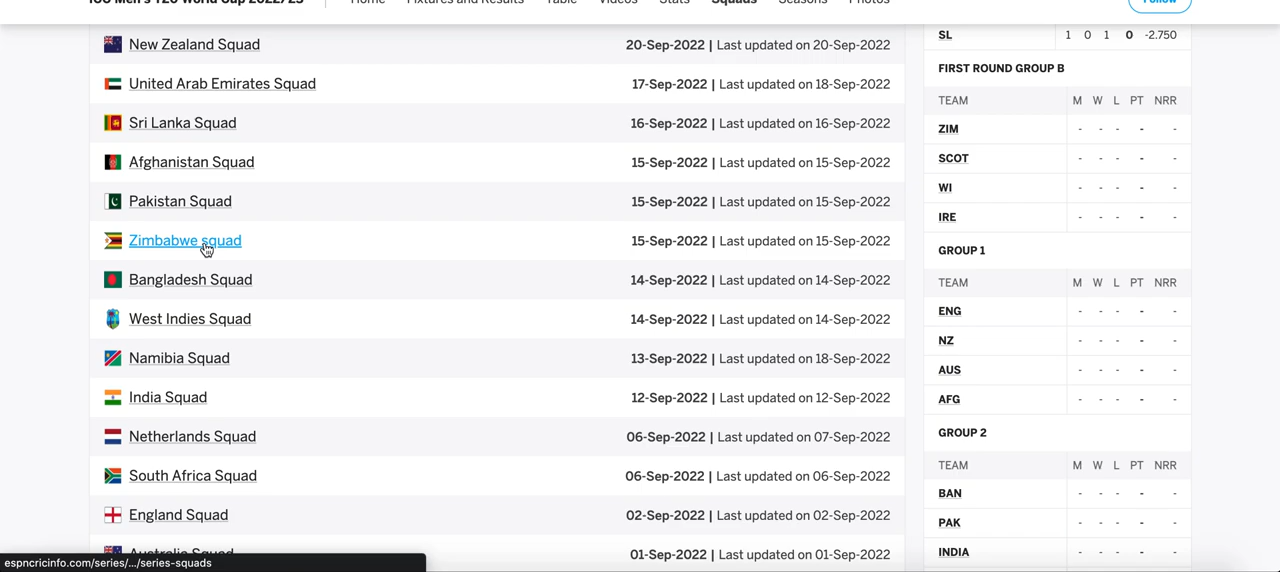 ICC Men's T20 World Cup 2022/23 Home Fixtures and Results Table Videos Stats Squads Seasons Photos Follow
New Zealand Squad 20-Sep-2022 | Last updated on 20-Sep-2022
United Arab Emirates Squad 17-Sep-2022 | Last updated on 18-Sep-2022
Sri Lanka Squad 16-Sep-2022 | Last updated on 16-Sep-2022
Afghanistan Squad 15-Sep-2022 | Last updated on 15-Sep-2022
Pakistan Squad 15-Sep-2022 | Last updated on 15-Sep-2022
Zimbabwe squad 15-Sep-2022 | Last updated on 15-Sep-2022
Bangladesh Squad 14-Sep-2022 | Last updated on 14-Sep-2022
West Indies Squad 14-Sep-2022 | Last updated on 14-Sep-2022
Namibia Squad 13-Sep-2022 | Last updated on 18-Sep-2022
India Squad 12-Sep-2022 | Last updated on 12-Sep-2022
Netherlands Squad 06-Sep-2022 | Last updated on 07-Sep-2022
South Africa Squad 06-Sep-2022 | Last updated on 06-Sep-2022
England Squad 02-Sep-2022 | Last updated on 02-Sep-2022
Australia Squad 01-Sep-2022 | Last updated on 01-Sep-2022
SL 1 0 1 0 -2.750
FIRST ROUND GROUP B
TEAM M W L PT NRR
ZIM - - - - -
SCOT - - - - -
WI - - - - -
IRE - - - - -
GROUP 1
TEAM M W L PT NRR
ENG - - - - -
NZ - - - - -
AUS - - - - -
AFG - - - - -
GROUP 2
TEAM M W L PT NRR
BAN - - - - -
PAK - - - - -
INDIA - - - - -
espncricinfo.com/series/.../series-squads